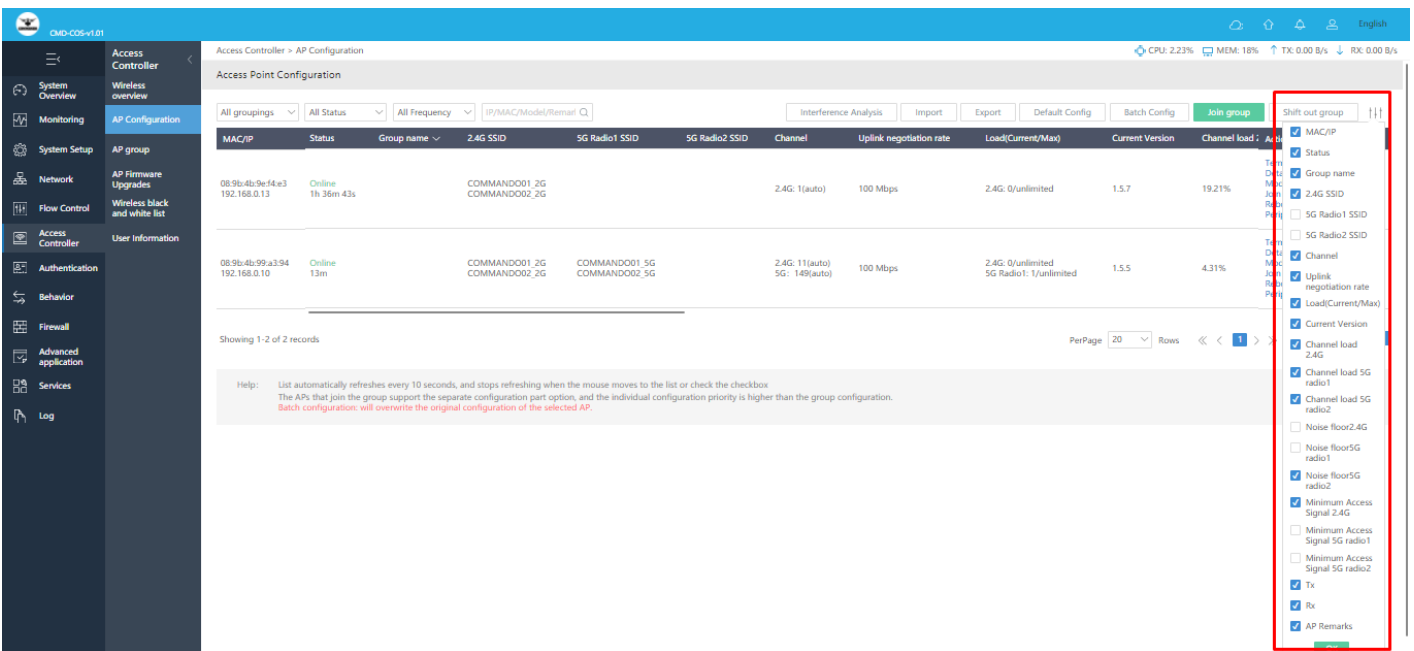 CMD-COS-v1.01
English
Access Controller
System Overview
Monitoring
System Setup
Network
Flow Control
Access Controller
Authentication
Behavior
Firewall
Advanced application
Services
Log
Wireless overview
AP Configuration
AP group
AP Firmware Upgrades
Wireless black and white list
User Information
Access Controller > AP Configuration
CPU: 2.23% MEM: 18% TX: 0.00 B/s RX: 0.00 B/s
Access Point Configuration
All groupings All Status All Frequency IP/MAC/Model/Remar Interference Analysis Import Export Default Config Batch Config Join group Shift out group
MAC/IP Status Group name 2.4G SSID 5G Radio1 SSID 5G Radio2 SSID Channel Uplink negotiation rate Load(Current/Max) Current Version Channel load
08:9b:4b:9e:f4:e3 Online COMMANDO01_2G 2.4G: 1(auto) 100 Mbps 2.4G: 0/unlimited 1.5.7 19.21%
192.168.0.13 1h 36m 43s COMMANDO02_2G
08:9b:4b:99:a3:94 Online COMMANDO01_2G COMMANDO01_5G 2.4G: 11(auto) 100 Mbps 2.4G: 0/unlimited 1.5.5 4.31%
192.168.0.10 13m COMMANDO02_2G COMMANDO02_5G 5G: 149(auto) 5G Radio1: 1/unlimited
Showing 1-2 of 2 records
PerPage 20 Rows 1
Help: List automatically refreshes every 10 seconds, and stops refreshing when the mouse moves to the list or check the checkbox
The APs that join the group support the separate configuration part option, and the individual configuration priority is higher than the group configuration.
Batch configuration: will overwrite the original configuration of the selected AP.
MAC/IP
Status
Group name
2.4G SSID
5G Radio1 SSID
5G Radio2 SSID
Channel
Uplink
negotiation rate
Load(Current/Max)
Current Version
Channel load
2.4G
Channel load 5G
radio1
Channel load 5G
radio2
Noise floor2.4G
Noise floor5G
radio1
Noise floor5G
radio2
Minimum Access
Signal 2.4G
Minimum Access
Signal 5G radio1
Minimum Access
Signal 5G radio2
Tx
Rx
AP Remarks